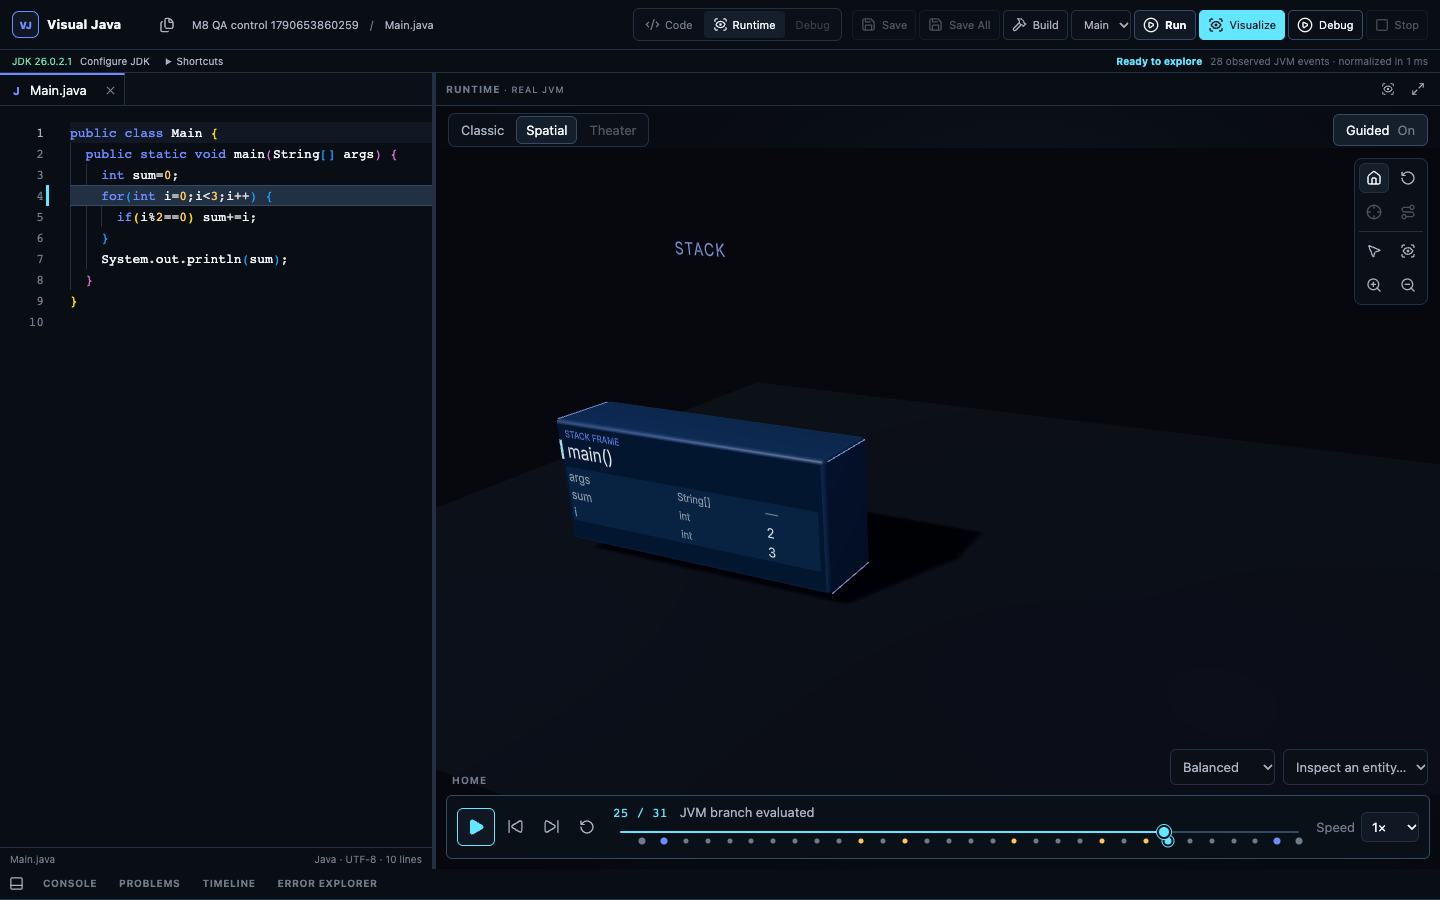 VJ Visual Java M8 QA control 1790653860259 / Main.java Code Runtime Debug Save Save All Build Main Run Visualize Debug Stop
JDK 26.0.2.1 Configure JDK Shortcuts Ready to explore 28 observed JVM events · normalized in 1 ms
J Main.java
RUNTIME · REAL JVM
Classic Spatial Theater Guided On
1 public class Main {
2 public static void main(String[] args) {
3 int sum=0;
4 for(int i=0;i<3;i++) {
5 if(i%2==0) sum+=i;
6 }
7 System.out.println(sum);
8 }
9 }
10
STACK
STACK FRAME
main()
args String[] —
sum int 2
i int 3
Balanced Inspect an entity...
HOME
25 / 31 JVM branch evaluated
Speed 1×
Main.java Java · UTF-8 · 10 lines
CONSOLE PROBLEMS TIMELINE ERROR EXPLORER